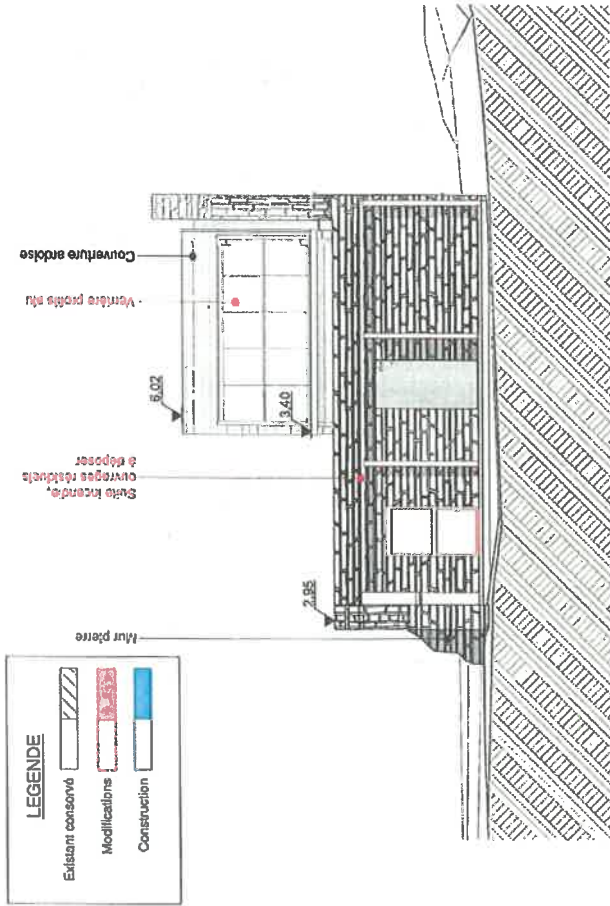 LEGENDE
Existant conservé
Modifications
Construction
Mur pierre
2.95
Suite incendie,
ouvrages résiduels
à déposer
3.40
6.02
Verrière profils alu
Couverture ardoise